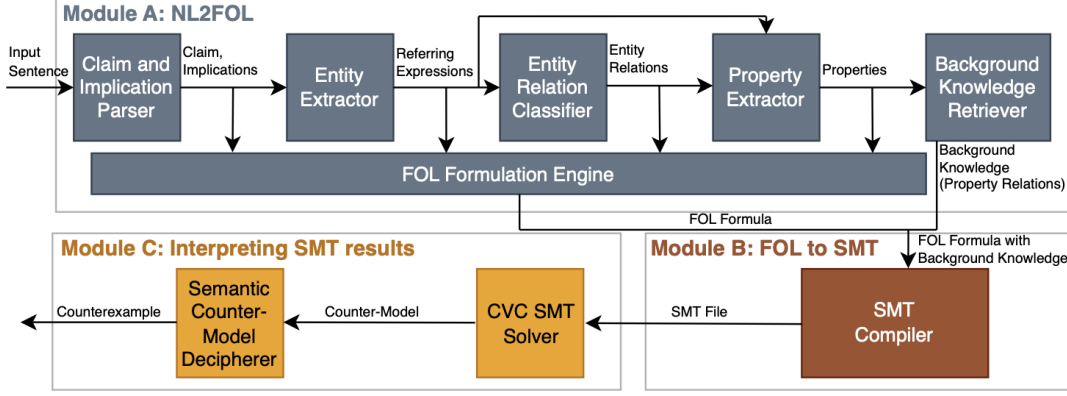 Module A: NL2FOL
Input
Sentence
Claim and
Implication
Parser
Claim,
Implications
Entity
Extractor
Referring
Expressions
Entity
Relation
Classifier
Entity
Relations
Property
Extractor
Properties
Background
Knowledge
Retriever
FOL Formulation Engine
Background
Knowledge
(Property Relations)
FOL Formula
Module C: Interpreting SMT results
Module B: FOL to SMT
FOL Formula with
Background Knowledge
Counterexample
Semantic
Counter-
Model
Decipherer
Counter-Model
CVC SMT
Solver
SMT File
SMT
Compiler